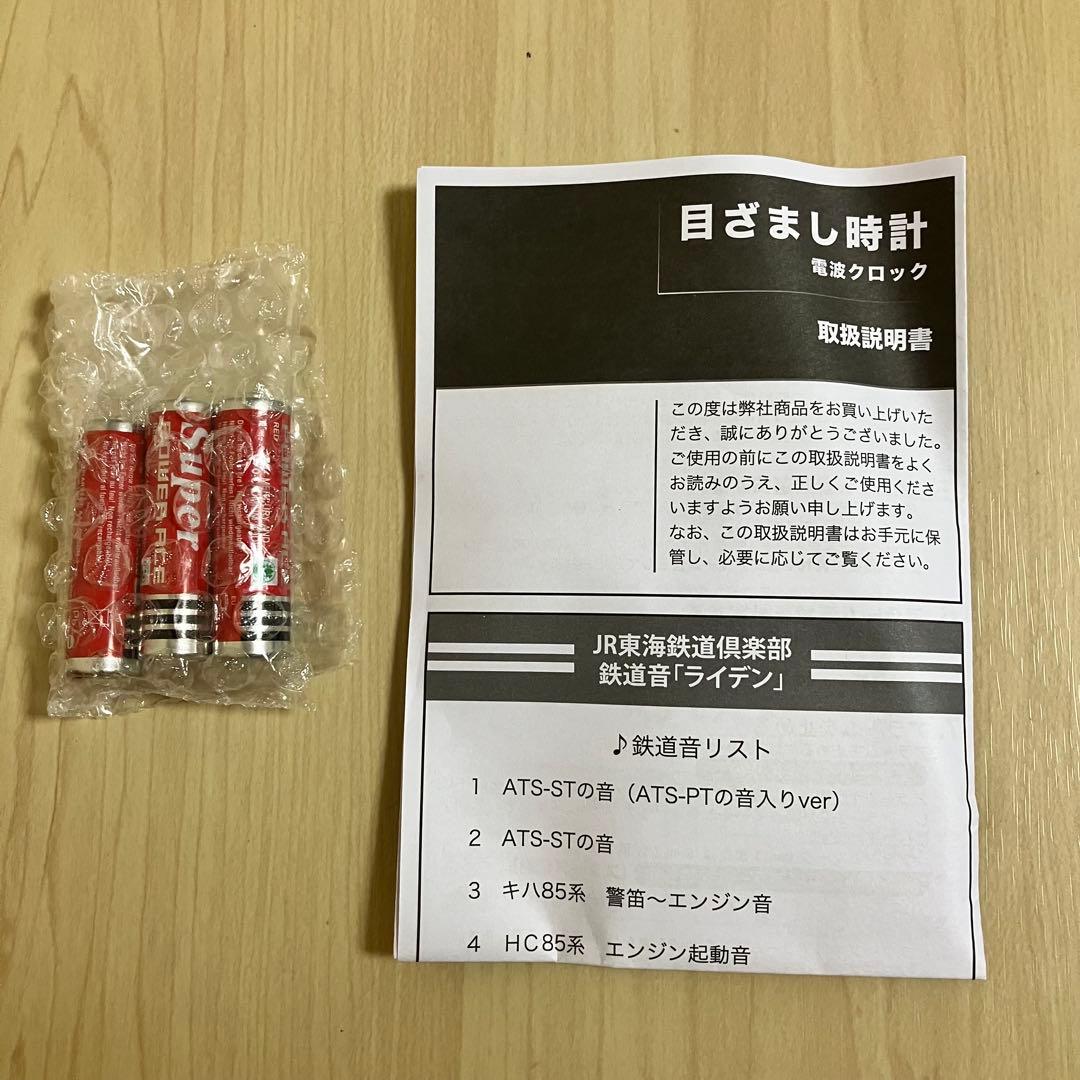 Super
POWER ACE
RED
目ざまし時計
電波クロック
取扱説明書
この度は弊社商品をお買い上げいた
だき、誠にありがとうございました。
ご使用の前にこの取扱説明書をよく
お読みのうえ、正しくご使用くださ
いますようお願い申し上げます。
なお、この取扱説明書はお手元に保
管し、必要に応じてご覧ください。
JR東海鉄道倶楽部
鉄道音「ライデン」
♪鉄道音リスト
1 ATS-STの音（ATS-PTの音入りver）
2 ATS-STの音
3 キハ85系 警笛～エンジン音
4 HC85系 エンジン起動音